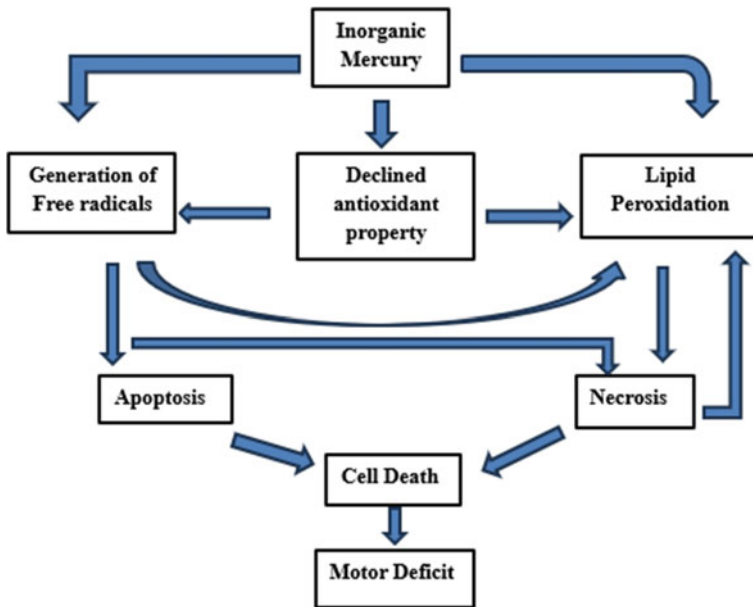 Inorganic
Mercury
Generation of
Free radicals
Declined
antioxidant
property
Lipid
Peroxidation
Apoptosis
Necrosis
Cell Death
Motor Deficit